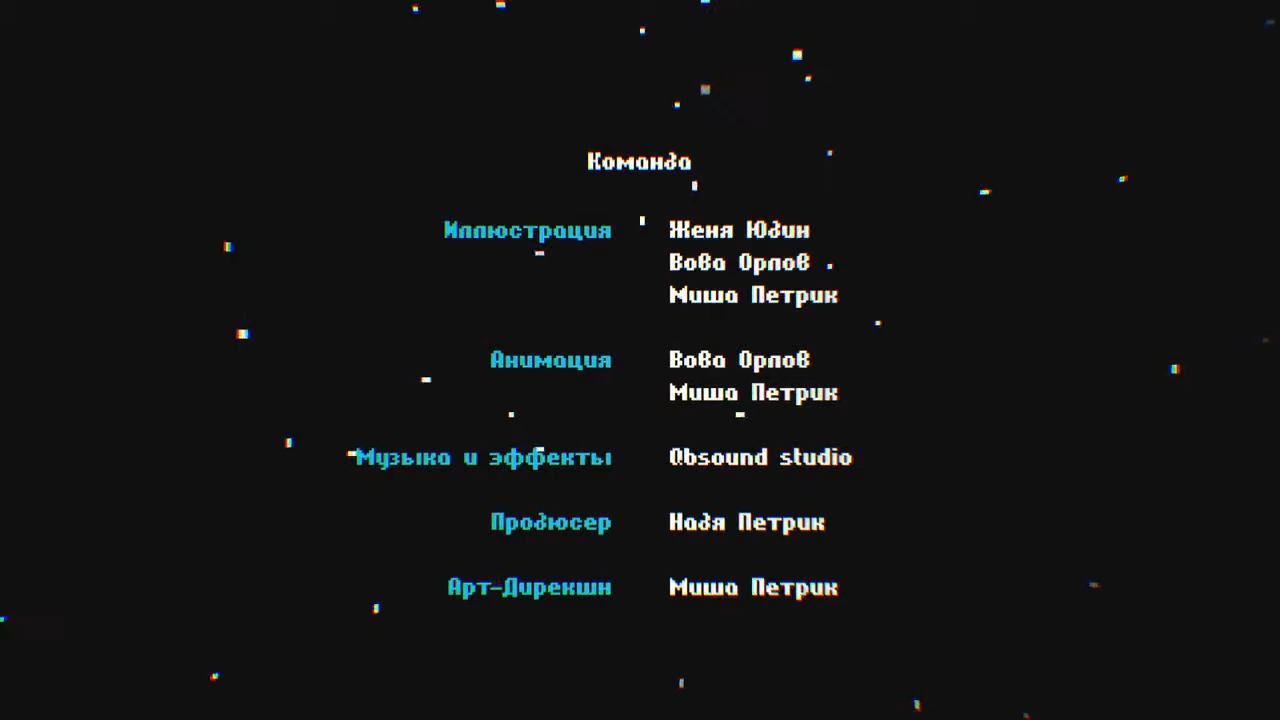 Команда
Иллюстрация Женя Юдин
Вова Орлов
Миша Петрик
Анимация Вова Орлов
Миша Петрик
Музыка и эффекты Qbsound studio
Продюсер Надя Петрик
Арт-Дирекшн Миша Петрик